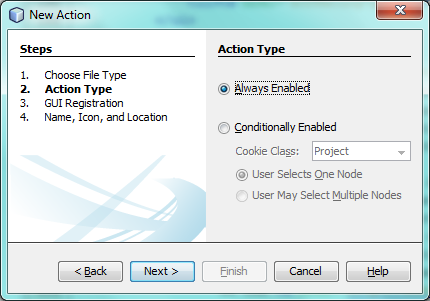 New Action
Steps
1. Choose File Type
2. Action Type
3. GUI Registration
4. Name, Icon, and Location
Action Type
Always Enabled
Conditionally Enabled
Cookie Class: Project
User Selects One Node
User May Select Multiple Nodes
< Back Next > Finish Cancel Help